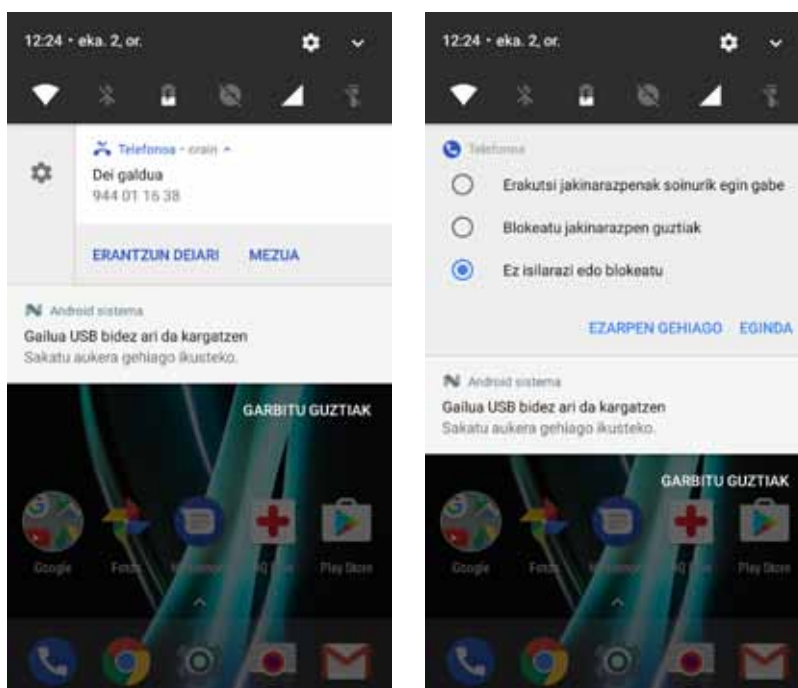 12:24 • eka. 2, or.
Telefonoa • orain
Dei galdua
944 01 16 38
ERANTZUN DEIARI MEZUA
Android sistema
Gailua USB bidez ari da kargatzen
Sakatu aukera gehiago ikusteko.
GARBITU GUZTIAK
Google
Fotos
Play Store
12:24 • eka. 2, or.
Telefonoa
Erakutsi jakinarazpenak soinurik egin gabe
Blokeatu jakinarazpen guztiak
Ez isilarazi edo blokeatu
EZARPEN GEHIAGO EGINDA
Android sistema
Gailua USB bidez ari da kargatzen
Sakatu aukera gehiago ikusteko.
GARBITU GUZTIAK
Google
Fotos
Play Store